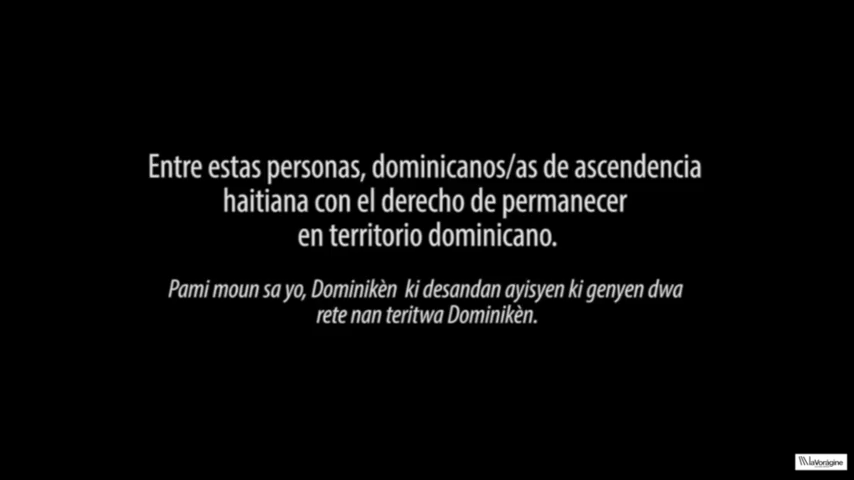 Entre estas personas, dominicanos/as de ascendencia
haitiana con el derecho de permanecer
en territorio dominicano.
Pami moun sa yo, Dominikèn ki desandan ayisyen ki genyen dwa
rete nan teritwa Dominikèn.
laVorágine